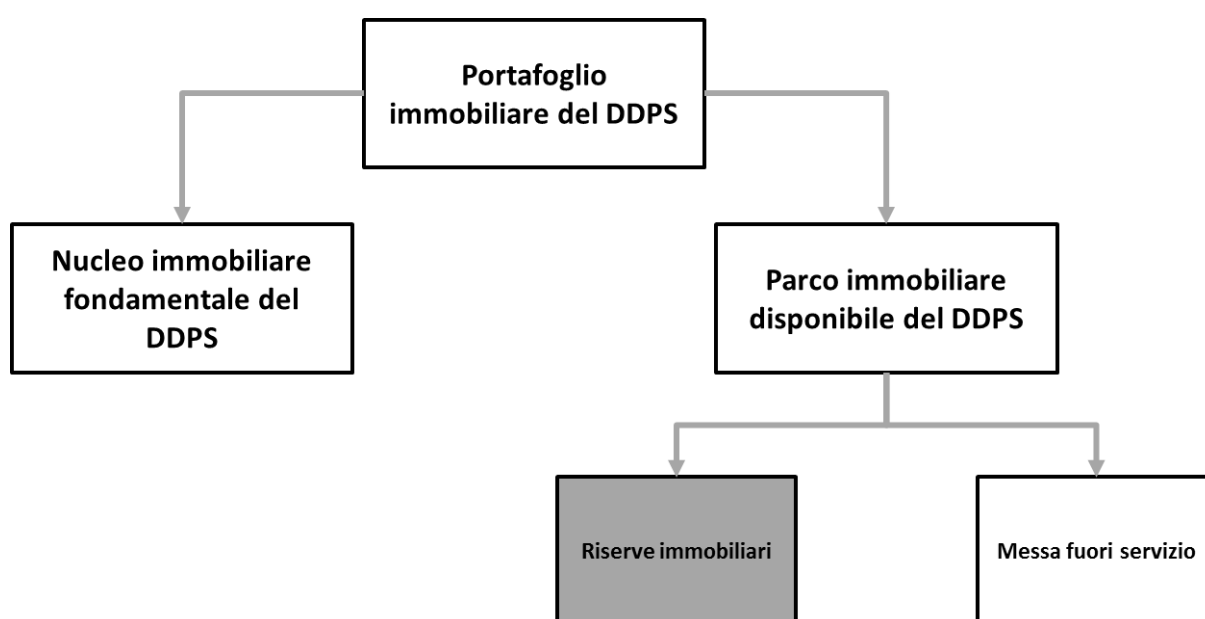 Portafoglio
immobiliare del DDPS
Nucleo immobiliare
fondamentale del
DDPS
Parco immobiliare
disponibile del DDPS
Riserve immobiliari
Messa fuori servizio